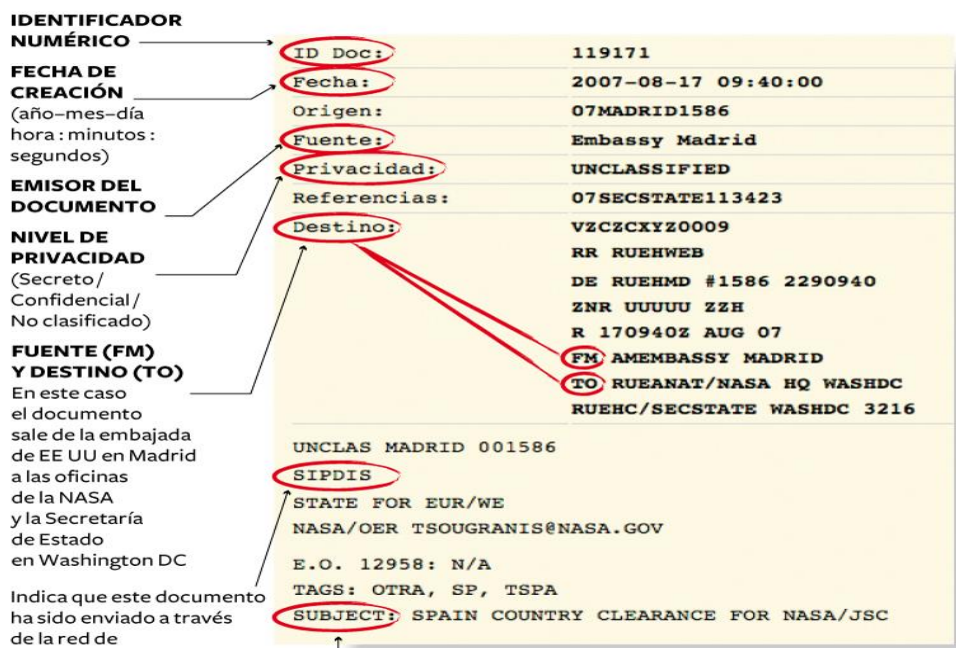 IDENTIFICADOR
NUMÉRICO
FECHA DE
CREACIÓN
(año–mes–día
hora : minutos :
segundos)
EMISOR DEL
DOCUMENTO
NIVEL DE
PRIVACIDAD
(Secreto/
Confidencial/
No clasificado)
FUENTE (FM)
Y DESTINO (TO)
En este caso
el documento
sale de la embajada
de EE UU en Madrid
a las oficinas
de la NASA
y la Secretaría
de Estado
en Washington DC
Indica que este documento
ha sido enviado a través
de la red de
ID Doc: 119171
Fecha: 2007-08-17 09:40:00
Origen: 07MADRID1586
Fuente: Embassy Madrid
Privacidad: UNCLASSIFIED
Referencias: 07SECSTATE113423
Destino: VZCZCXYZ0009
RR RUEHWEB
DE RUEHMD #1586 2290940
ZNR UUUUU ZZH
R 170940Z AUG 07
FM AMEMBASSY MADRID
TO RUEANAT/NASA HQ WASHDC
RUEHC/SECSTATE WASHDC 3216
UNCLAS MADRID 001586
SIPDIS
STATE FOR EUR/WE
NASA/OER TSOUGRANIS@NASA.GOV
E.O. 12958: N/A
TAGS: OTRA, SP, TSPA
SUBJECT: SPAIN COUNTRY CLEARANCE FOR NASA/JSC